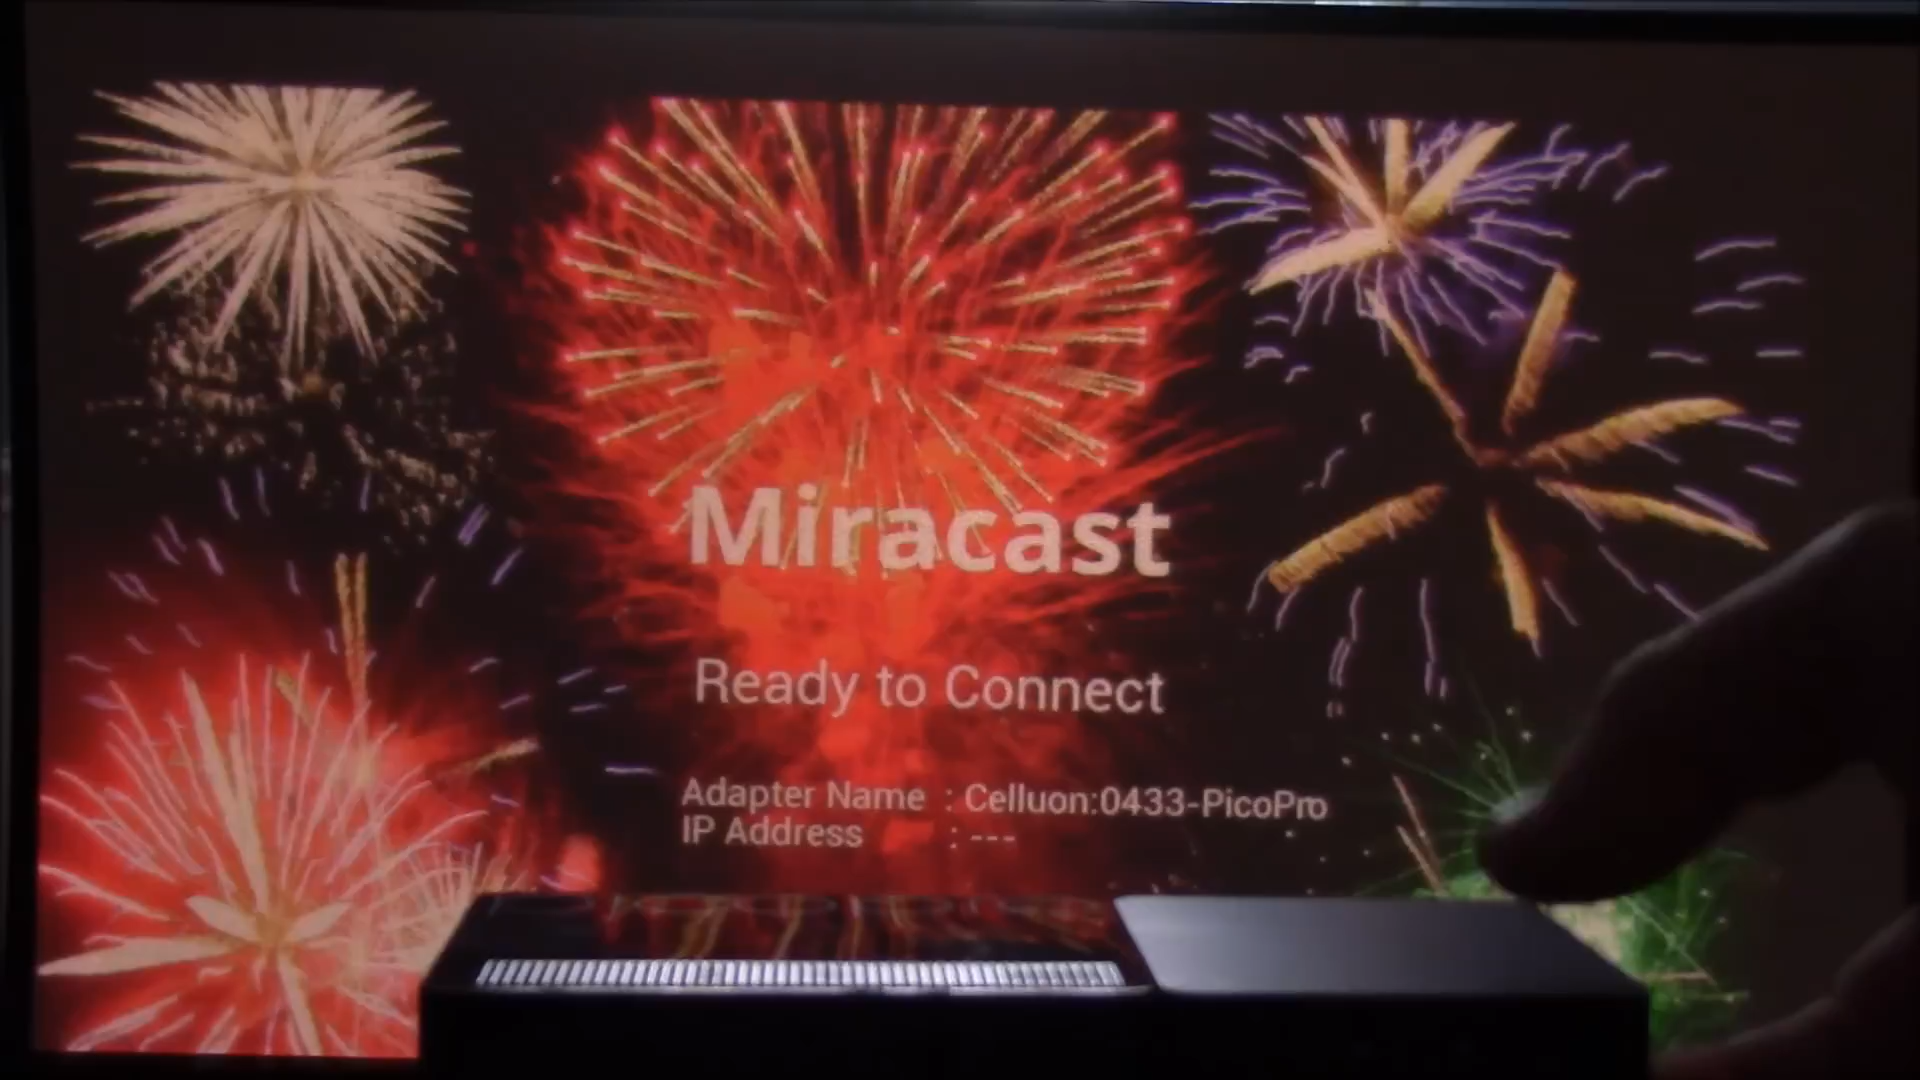 Miracast
Ready to Connect
Adapter Name : Celluon:0433-PicoPro
IP Address : ---